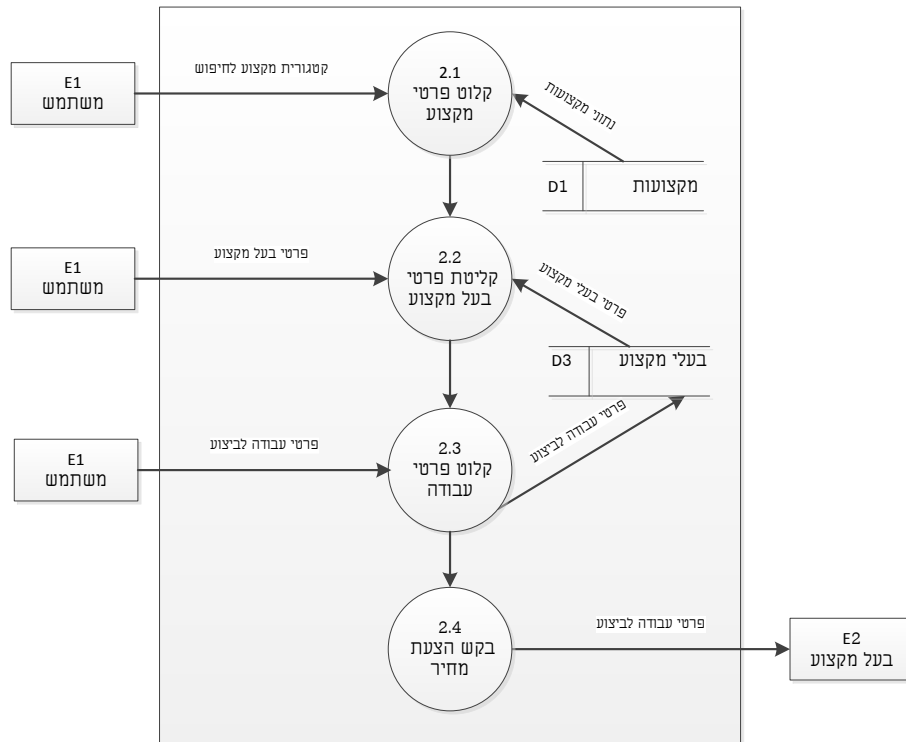 E1
משתמש
קטגורית מקצוע לחיפוש
2.1
קלוט פרטי
מקצוע
נתוני מקצועות
D1
מקצועות
E1
משתמש
פרטי בעל מקצוע
2.2
קליטת פרטי
בעל מקצוע
פרטי בעלי מקצוע
D3
בעלי מקצוע
E1
משתמש
פרטי עבודה לביצוע
2.3
קלוט פרטי
עבודה
פרטי עבודה לביצוע
2.4
בקש הצעת
מחיר
פרטי עבודה לביצוע
E2
בעל מקצוע